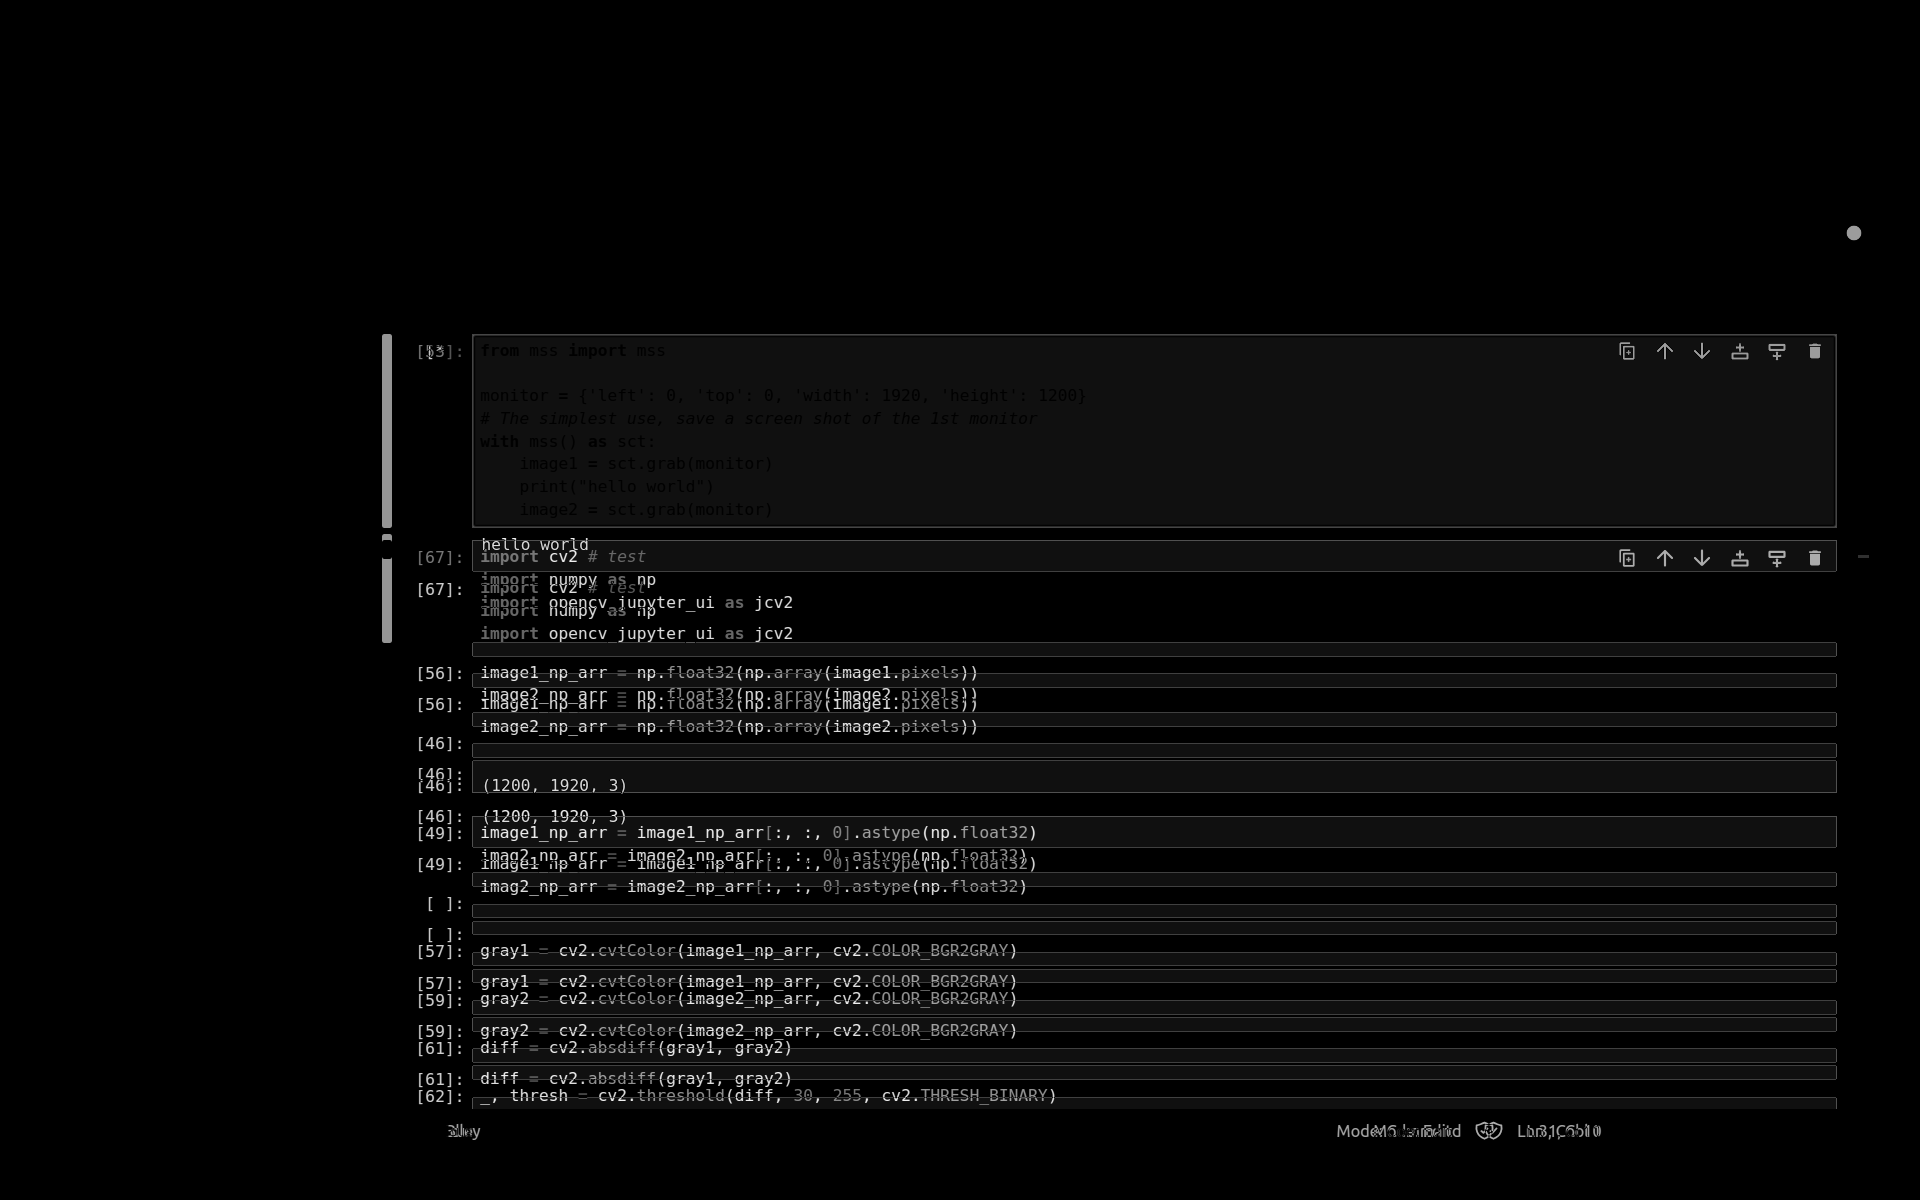 [53]: from mss import mss
monitor = {'left': 0, 'top': 0, 'width': 1920, 'height': 1200}
# The simplest use, save a screen shot of the 1st monitor
with mss() as sct:
    image1 = sct.grab(monitor)
    print("hello world")
    image2 = sct.grab(monitor)
hello world
[67]: import cv2 # test
import numpy as np
[67]: import cv2 # test
import opencv_jupyter_ui as jcv2
import numpy as np
import opencv_jupyter_ui as jcv2
[56]: image1_np_arr = np.float32(np.array(image1.pixels))
image2_np_arr = np.float32(np.array(image2.pixels))
[56]: image1_np_arr = np.float32(np.array(image1.pixels))
image2_np_arr = np.float32(np.array(image2.pixels))
[46]:
[46]:
[46]: (1200, 1920, 3)
[46]: (1200, 1920, 3)
[49]: image1_np_arr = image1_np_arr[:, :, 0].astype(np.float32)
imag2_np_arr = image2_np_arr[:, :, 0].astype(np.float32)
[49]: image1_np_arr = image1_np_arr[:, :, 0].astype(np.float32)
imag2_np_arr = image2_np_arr[:, :, 0].astype(np.float32)
[ ]:
[ ]:
[57]: gray1 = cv2.cvtColor(image1_np_arr, cv2.COLOR_BGR2GRAY)
[57]: gray1 = cv2.cvtColor(image1_np_arr, cv2.COLOR_BGR2GRAY)
[59]: gray2 = cv2.cvtColor(image2_np_arr, cv2.COLOR_BGR2GRAY)
[59]: gray2 = cv2.cvtColor(image2_np_arr, cv2.COLOR_BGR2GRAY)
[61]: diff = cv2.absdiff(gray1, gray2)
[61]: diff = cv2.absdiff(gray1, gray2)
[62]: _, thresh = cv2.threshold(diff, 30, 255, cv2.THRESH_BINARY)